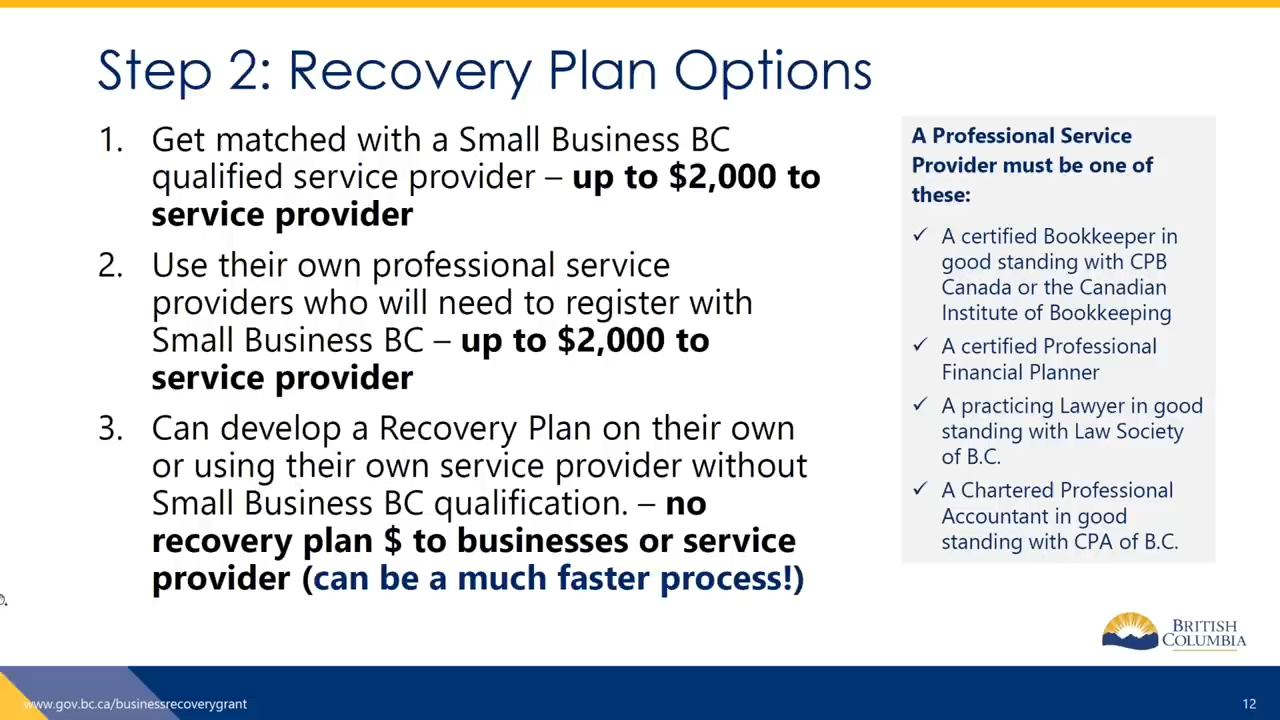 Step 2: Recovery Plan Options
1. Get matched with a Small Business BC
qualified service provider – up to $2,000 to
service provider
2. Use their own professional service
providers who will need to register with
Small Business BC – up to $2,000 to
service provider
3. Can develop a Recovery Plan on their own
or using their own service provider without
Small Business BC qualification. – no
recovery plan $ to businesses or service
provider (can be a much faster process!)
A Professional Service
Provider must be one of
these:
✓ A certified Bookkeeper in
good standing with CPB
Canada or the Canadian
Institute of Bookkeeping
✓ A certified Professional
Financial Planner
✓ A practicing Lawyer in good
standing with Law Society
of B.C.
✓ A Chartered Professional
Accountant in good
standing with CPA of B.C.
BRITISH
COLUMBIA
www.gov.bc.ca/businessrecoverygrant
12